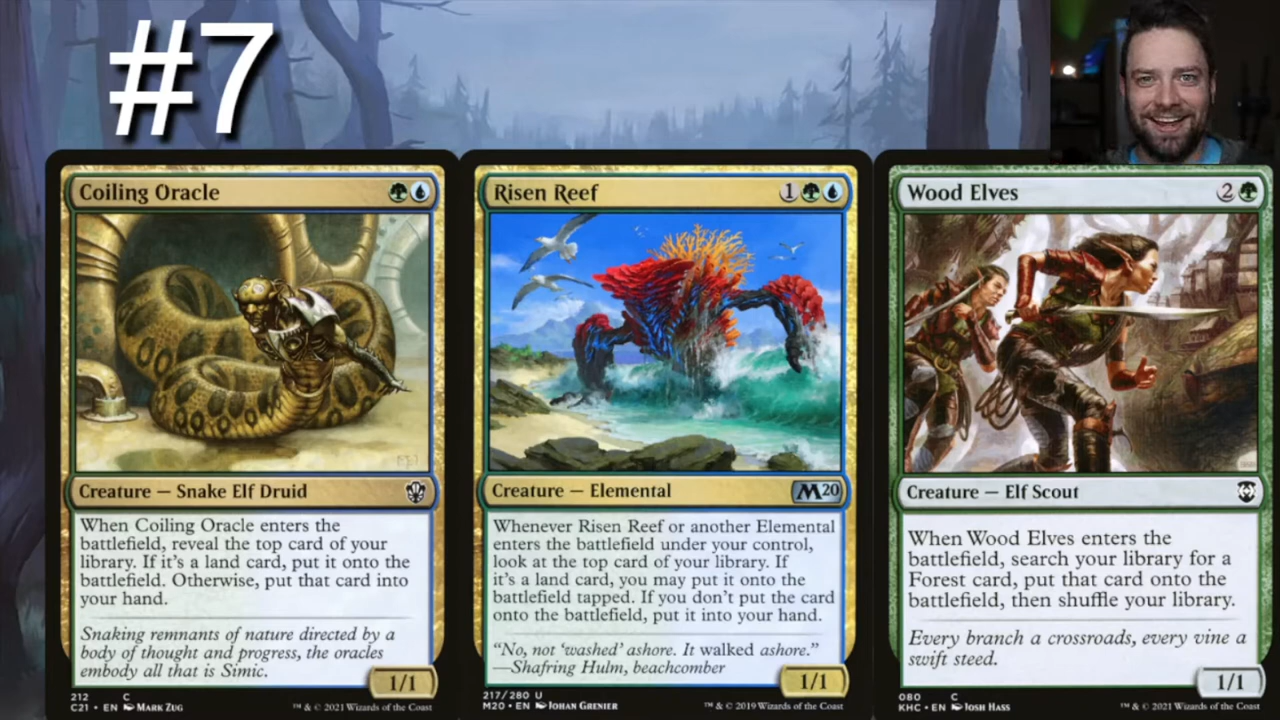 #7
Coiling Oracle
Creature — Snake Elf Druid
When Coiling Oracle enters the
battlefield, reveal the top card of your
library. If it's a land card, put it onto the
battlefield. Otherwise, put that card into
your hand.
Snaking remnants of nature directed by a
body of thought and progress, the oracles
embody all that is Simic.
1/1
212 C
C21 • EN Mark Zug
™ & © 2021 Wizards of the Coast
Risen Reef
1
Creature — Elemental
M20
Whenever Risen Reef or another Elemental
enters the battlefield under your control,
look at the top card of your library. If
it's a land card, you may put it onto the
battlefield tapped. If you don't put the card
onto the battlefield, put it into your hand.
"No, not 'washed' ashore. It walked ashore."
—Shafring Hulm, beachcomber
1/1
217/280 U
M20 • EN Johan Grenier
™ & © 2019 Wizards of the Coast
Wood Elves
2
Creature — Elf Scout
When Wood Elves enters the
battlefield, search your library for a
Forest card, put that card onto the
battlefield, then shuffle your library.
Every branch a crossroads, every vine a
swift steed.
1/1
080 C
KHC • EN Josh Hass
™ & © 2021 Wizards of the Coast